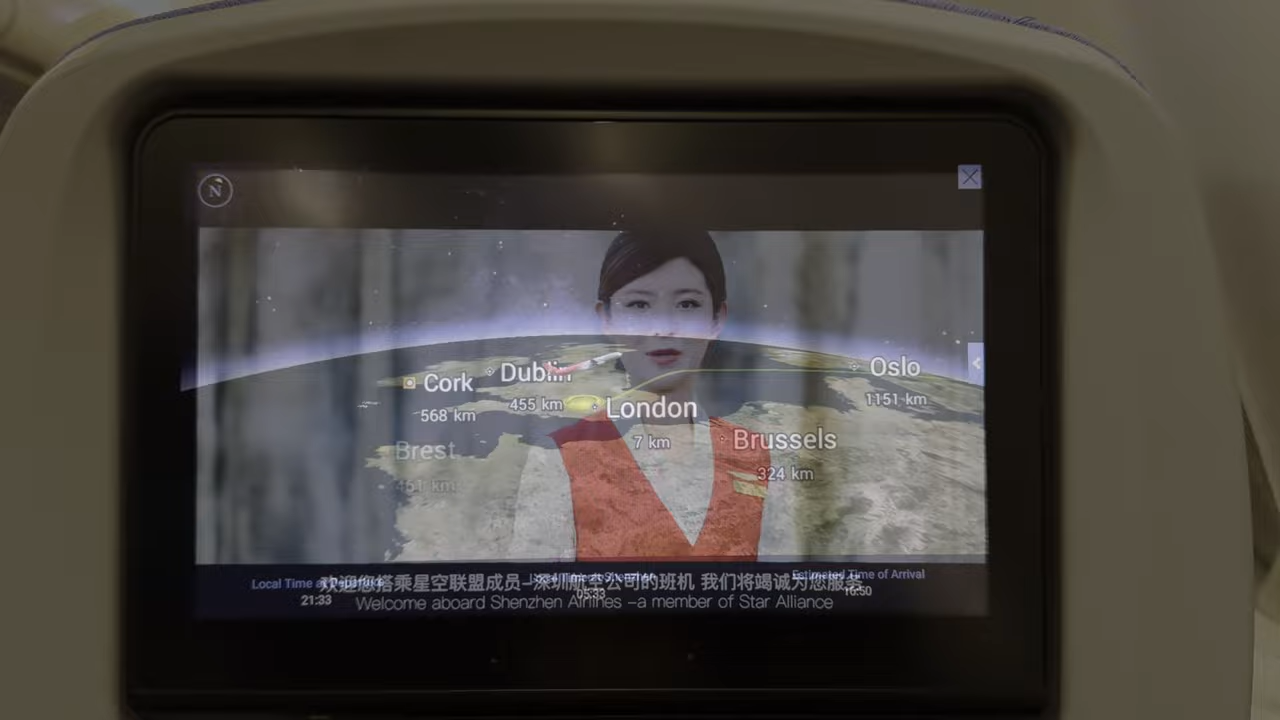 N
Cork
568 km
Dublin
455 km
London
7 km
Oslo
1151 km
Brest
Brussels
324 km
Local Time at Departure
21:33
05:33
Estimated Time of Arrival
16:50
欢迎您搭乘星空联盟成员–深圳航空公司的班机 我们将竭诚为您服务
Welcome aboard Shenzhen Airlines –a member of Star Alliance